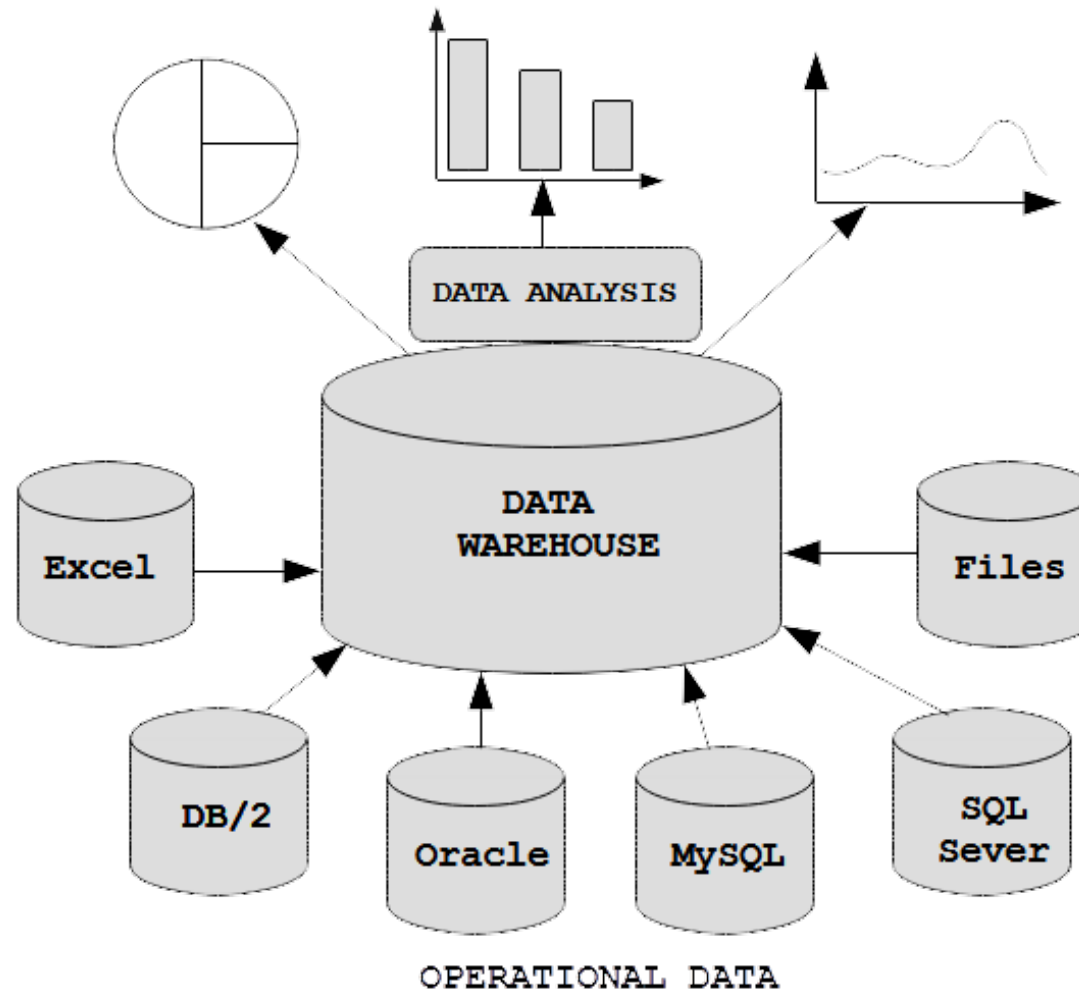 DATA ANALYSIS
DATA
WAREHOUSE
Excel
Files
DB/2
Oracle
MySQL
SQL
Sever
OPERATIONAL DATA